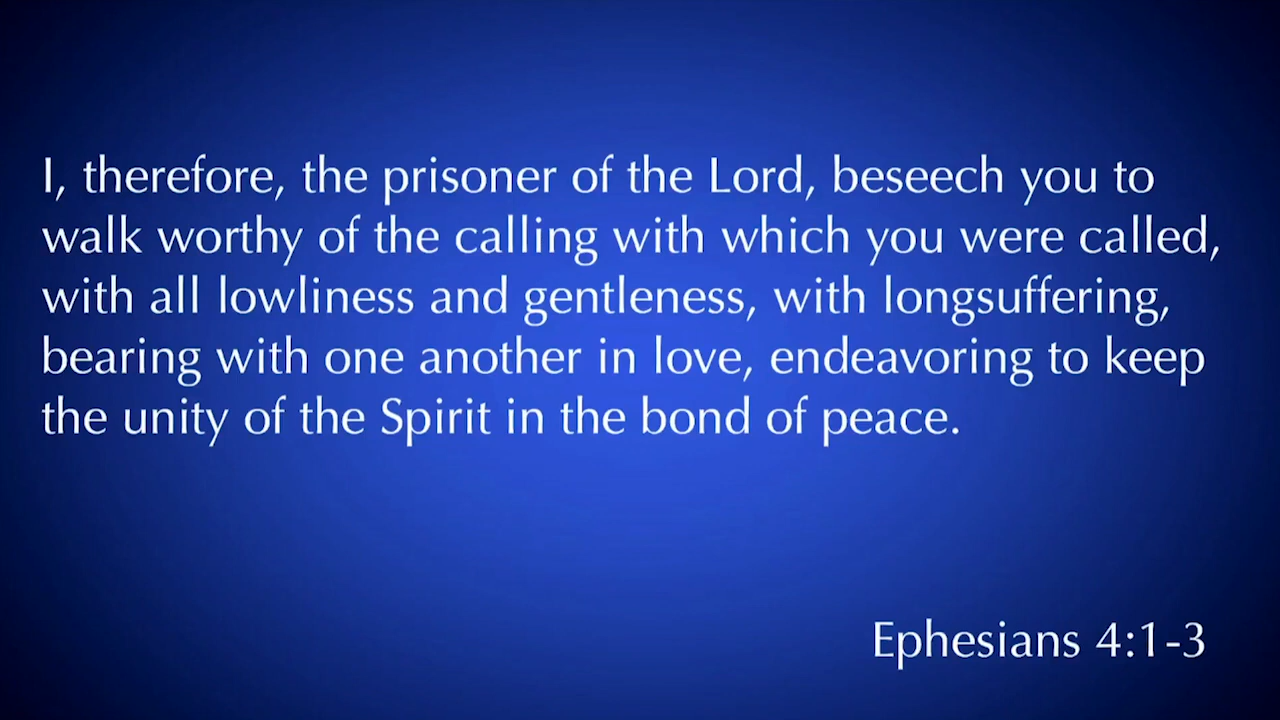 I, therefore, the prisoner of the Lord, beseech you to
walk worthy of the calling with which you were called,
with all lowliness and gentleness, with longsuffering,
bearing with one another in love, endeavoring to keep
the unity of the Spirit in the bond of peace.
Ephesians 4:1-3